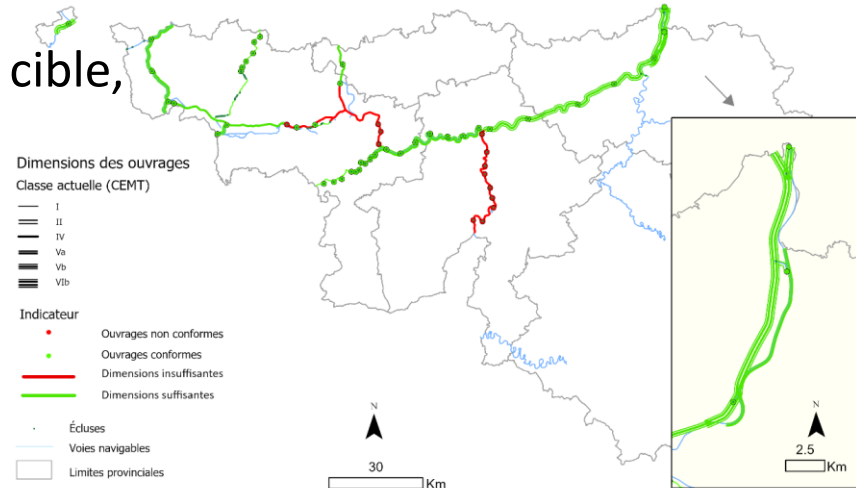 cible,
Dimensions des ouvrages
Classe actuelle (CEMT)
I
II
IV
Va
Vb
VIb
Indicateur
Ouvrages non conformes
Ouvrages conformes
Dimensions insuffisantes
Dimensions suffisantes
Écluses
Voies navigables
Limites provinciales
N
30
Km
N
2.5
Km